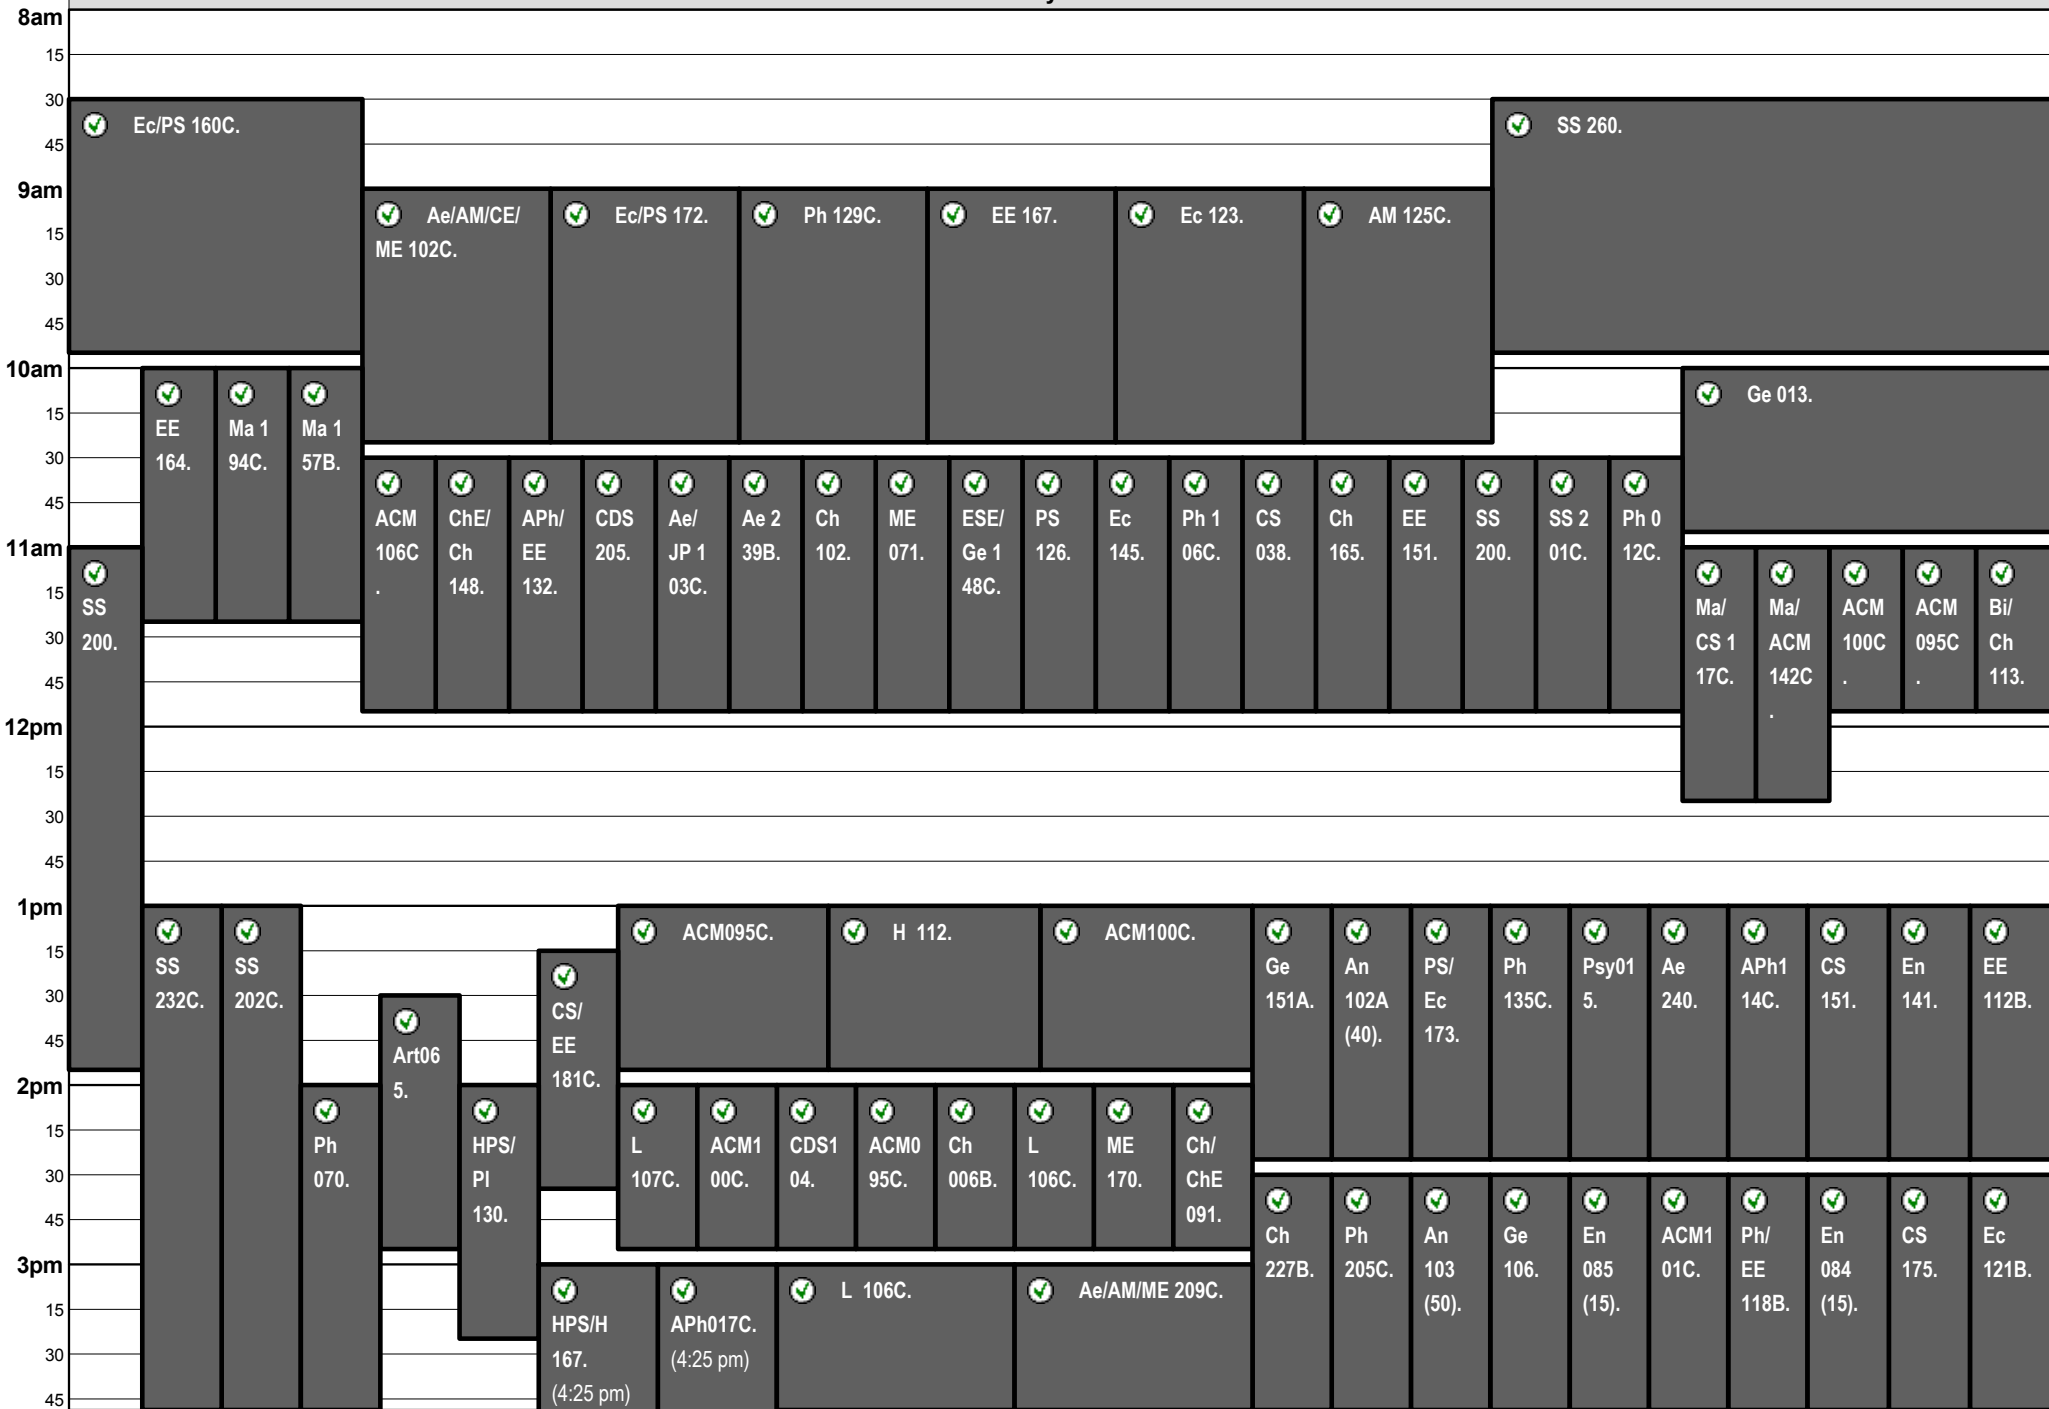 8am
15
30
Ec/PS 160C.
SS 260.
45
9am
Ae/AM/CE/
ME 102C.
Ec/PS 172.
Ph 129C.
EE 167.
Ec 123.
AM 125C.
15
30
45
10am
EE
164.
Ma 1
94C.
Ma 1
57B.
Ge 013.
15
30
ACM
106C
.
ChE/
Ch
148.
APh/
EE
132.
CDS
205.
Ae/
JP 1
03C.
Ae 2
39B.
Ch
102.
ME
071.
ESE/
Ge 1
48C.
PS
126.
Ec
145.
Ph 1
06C.
CS
038.
Ch
165.
EE
151.
SS
200.
SS 2
01C.
Ph 0
12C.
45
11am
SS
200.
Ma/
CS 1
17C.
Ma/
ACM
142C
.
ACM
100C
.
ACM
095C
.
Bi/
Ch
113.
15
30
45
12pm
15
30
45
1pm
SS
232C.
SS
202C.
ACM095C.
H 112.
ACM100C.
Ge
151A.
An
102A
(40).
PS/
Ec
173.
Ph
135C.
Psy01
5.
Ae
240.
APh1
14C.
CS
151.
En
141.
EE
112B.
15
CS/
EE
181C.
30
Art06
5.
45
2pm
Ph
070.
HPS/
Pl
130.
L
107C.
ACM1
00C.
CDS1
04.
ACM0
95C.
Ch
006B.
L
106C.
ME
170.
Ch/
ChE
091.
15
30
Ch
227B.
Ph
205C.
An
103
(50).
Ge
106.
En
085
(15).
ACM1
01C.
Ph/
EE
118B.
En
084
(15).
CS
175.
Ec
121B.
45
3pm
HPS/H
167.
(4:25 pm)
APh017C.
(4:25 pm)
L 106C.
Ae/AM/ME 209C.
15
30
45